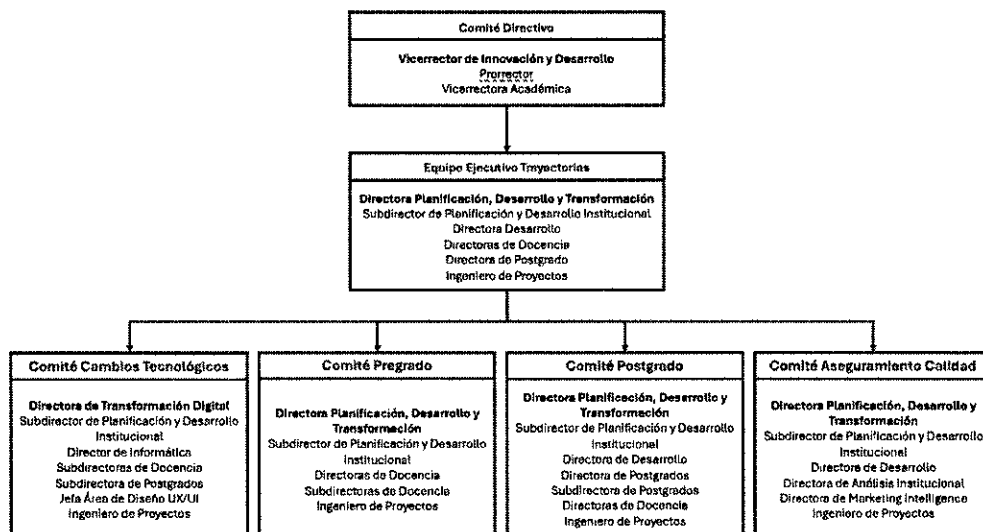 Comité Directivo
Vicerrector de Innovación y Desarrollo
Prorrector
Vicerrectora Académica
Equipo Ejecutivo Trayectorias
Directora Planificación, Desarrollo y Transformación
Subdirector de Planificación y Desarrollo Institucional
Directora Desarrollo
Directoras de Docencia
Directora de Postgrado
Ingeniero de Proyectos
Comité Cambios Tecnológicos
Directora de Transformación Digital
Subdirector de Planificación y Desarrollo
Institucional
Director de Informática
Subdirectoras de Docencia
Subdirectora de Postgrados
Jefa Área de Diseño UX/UI
Ingeniero de Proyectos
Comité Pregrado
Directora Planificación, Desarrollo y
Transformación
Subdirector de Planificación y Desarrollo
Institucional
Directoras de Docencia
Subdirectoras de Docencia
Ingeniero de Proyectos
Comité Postgrado
Directora Planificación, Desarrollo y
Transformación
Subdirector de Planificación y Desarrollo
Institucional
Directora de Desarrollo
Directora de Postgrados
Subdirectora de Postgrados
Directoras de Docencia
Ingeniero de Proyectos
Comité Aseguramiento Calidad
Directora Planificación, Desarrollo y
Transformación
Subdirector de Planificación y Desarrollo
Institucional
Directora de Desarrollo
Directora de Análisis Institucional
Directora de Marketing Intelligence
Ingeniero de Proyectos